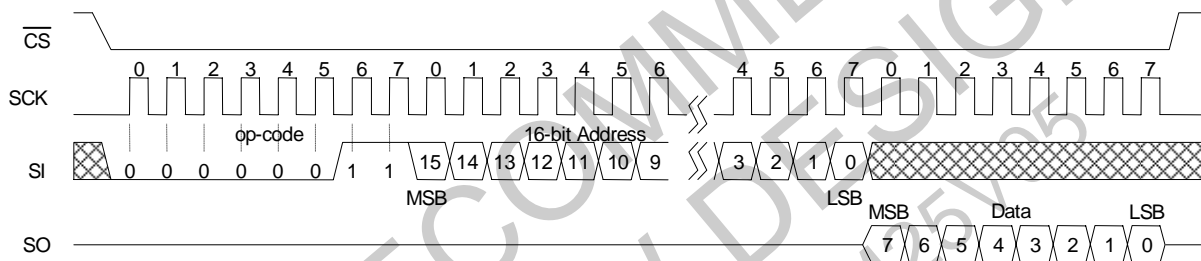 CS
0 1 2 3 4 5 6 7 0 1 2 3 4 5 6 4 5 6 7 0 1 2 3 4 5 6 7
SCK
op-code 16-bit Address
SI 0 0 0 0 0 0 1 1 15 14 13 12 11 10 9 3 2 1 0
MSB LSB
MSB Data LSB
SO 7 6 5 4 3 2 1 0